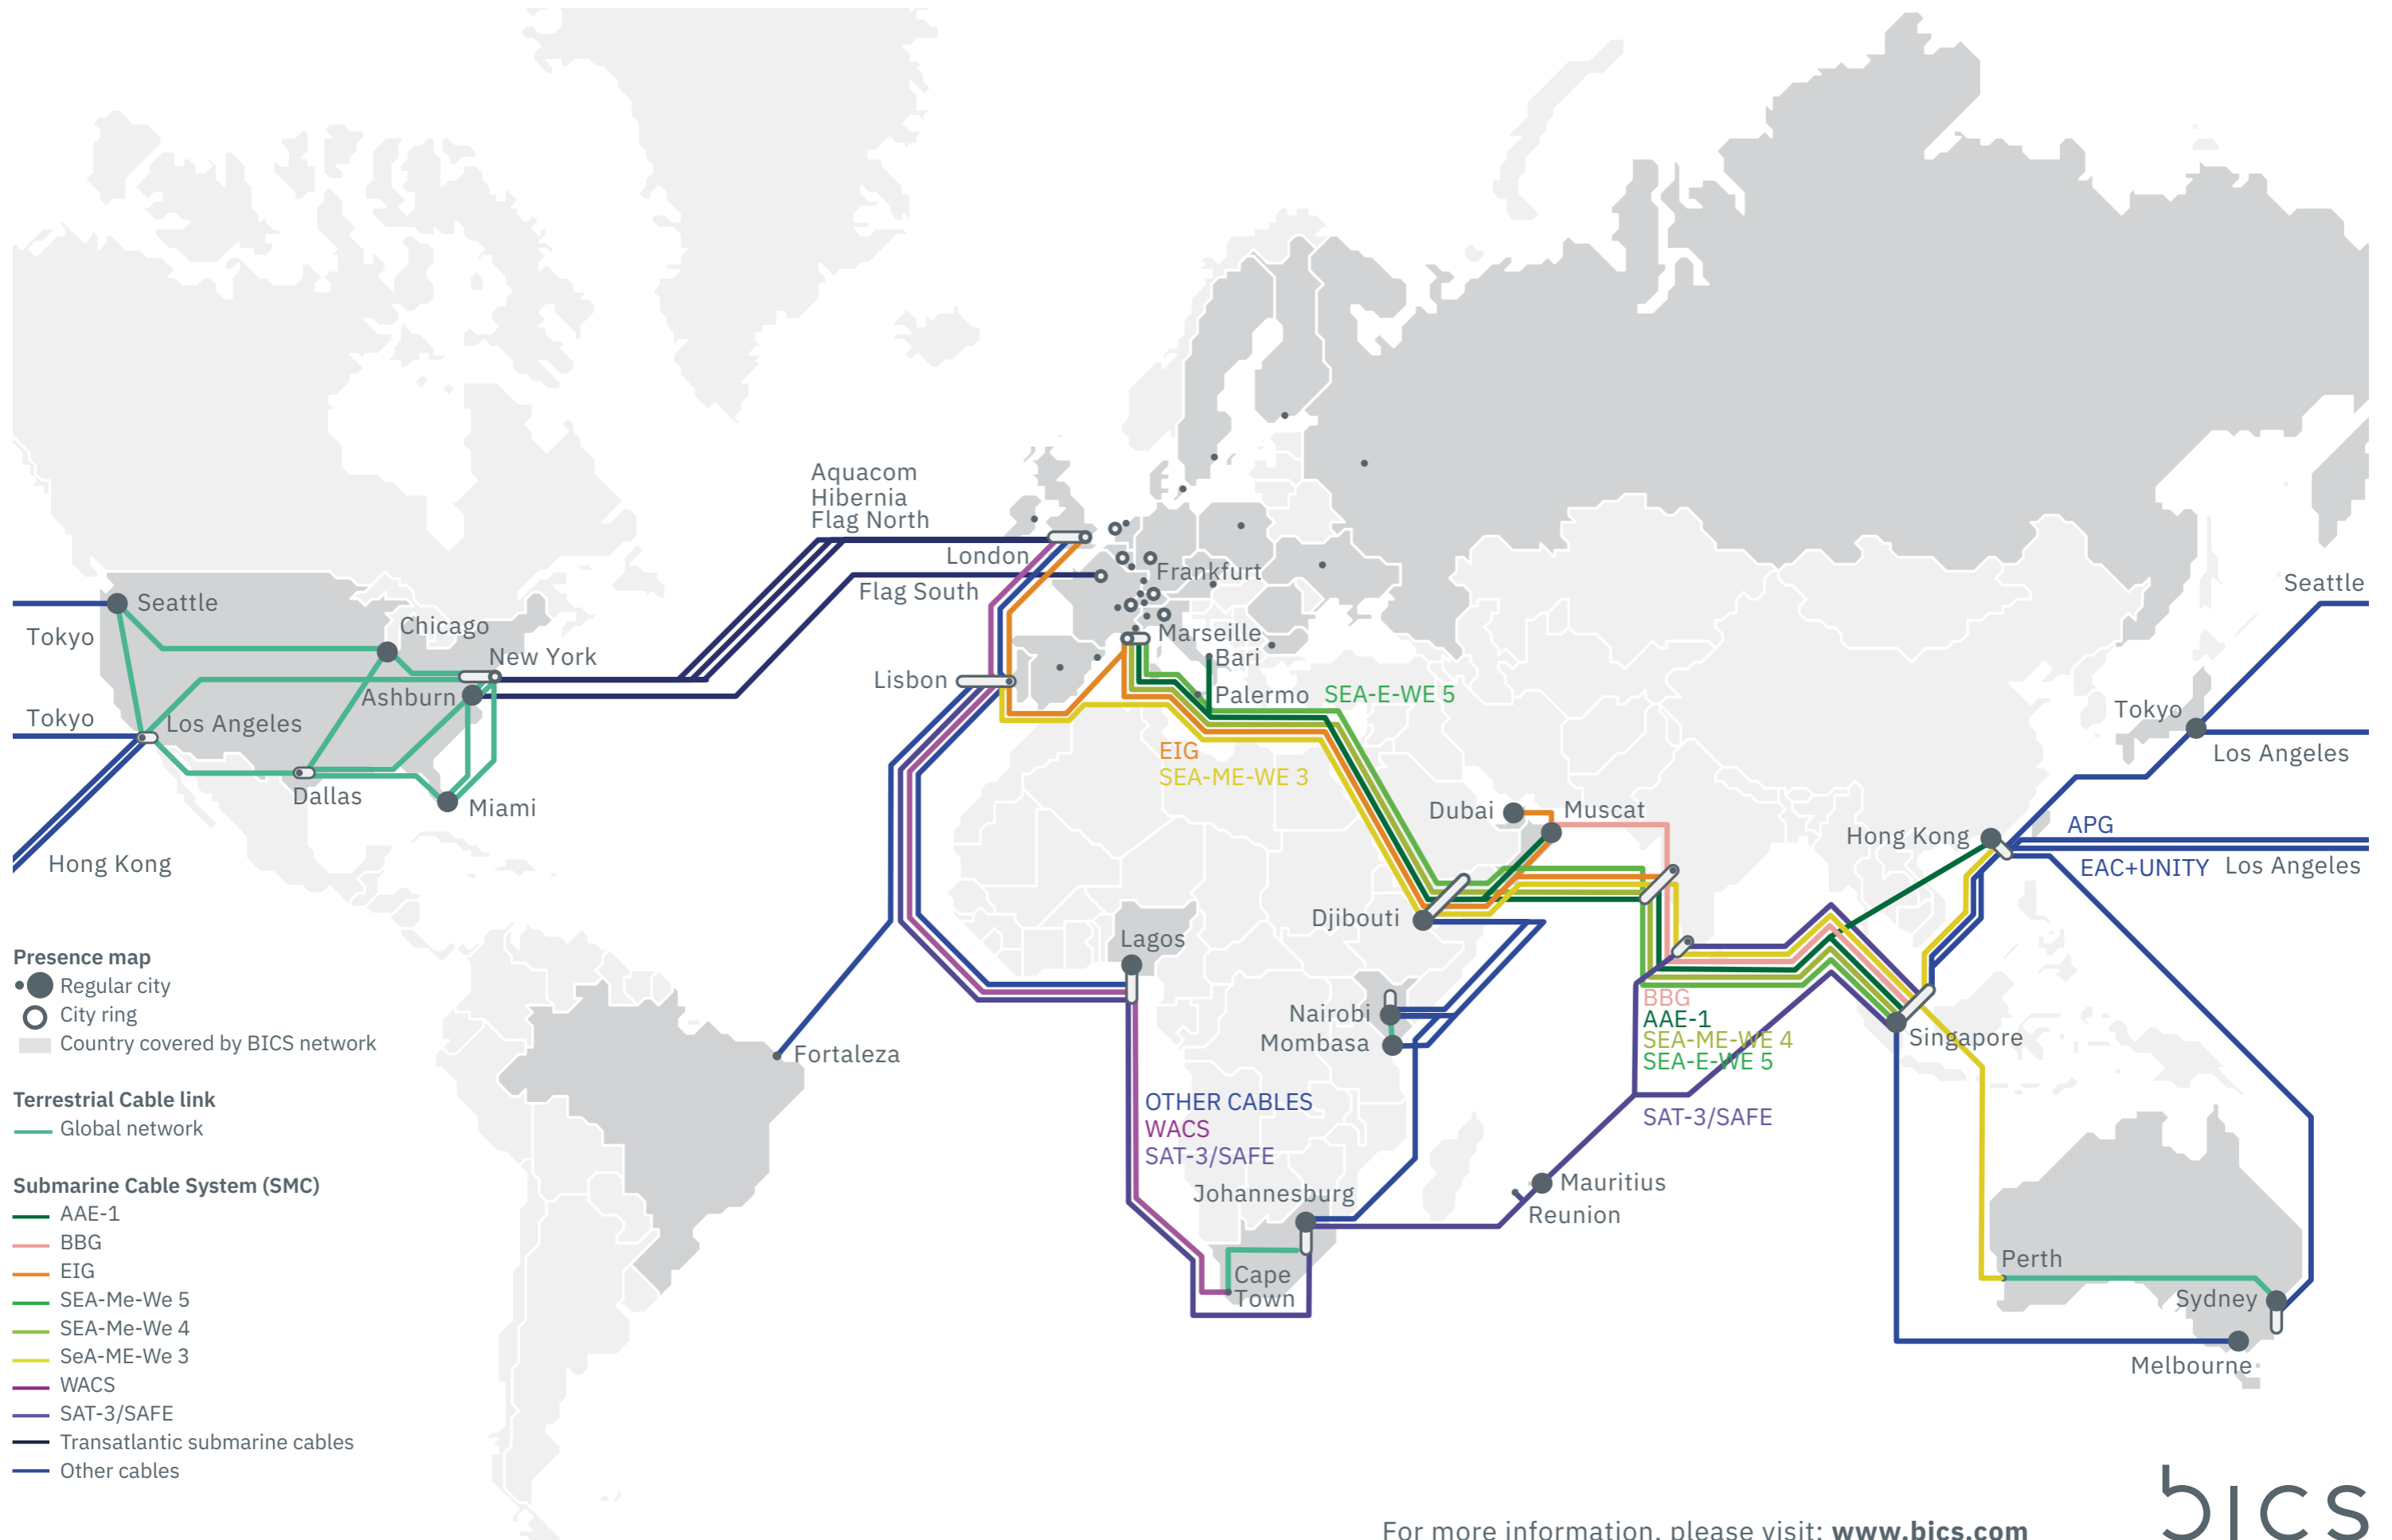 Aquacom
Hibernia
Flag North
London
Flag South
Frankfurt
Seattle
Tokyo
Chicago
New York
Ashburn
Tokyo
Los Angeles
Dallas
Miami
Hong Kong
Lisbon
Marseille
Bari
Palermo
SEA-E-WE 5
EIG
SEA-ME-WE 3
Dubai
Muscat
Djibouti
Seattle
Tokyo
Los Angeles
Hong Kong
APG
EAC+UNITY
Los Angeles
Lagos
Nairobi
Mombasa
Fortaleza
BBG
AAE-1
SEA-ME-WE 4
SEA-E-WE 5
Singapore
SAT-3/SAFE
OTHER CABLES
WACS
SAT-3/SAFE
Johannesburg
Mauritius
Reunion
Cape
Town
Perth
Sydney
Melbourne
Presence map
Regular city
City ring
Country covered by BICS network
Terrestrial Cable link
Global network
Submarine Cable System (SMC)
AAE-1
BBG
EIG
SEA-Me-We 5
SEA-Me-We 4
SeA-ME-We 3
WACS
SAT-3/SAFE
Transatlantic submarine cables
Other cables
bics
For more information, please visit: www.bics.com